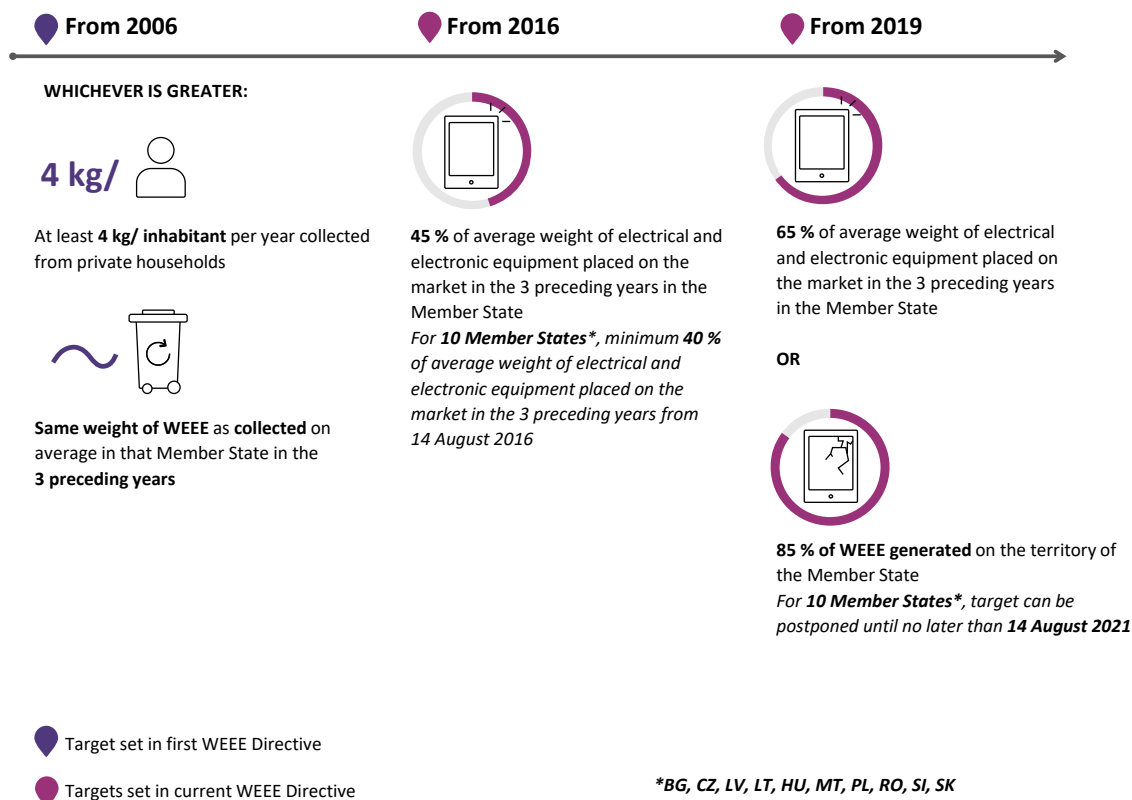 From 2006
From 2016
From 2019
WHICHEVER IS GREATER:
4 kg/
At least 4 kg/ inhabitant per year collected
from private households
Same weight of WEEE as collected on
average in that Member State in the
3 preceding years
45 % of average weight of electrical and
electronic equipment placed on the
market in the 3 preceding years in the
Member State
For 10 Member States*, minimum 40 %
of average weight of electrical and
electronic equipment placed on the
market in the 3 preceding years from
14 August 2016
65 % of average weight of electrical
and electronic equipment placed on
the market in the 3 preceding years
in the Member State
OR
85 % of WEEE generated on the territory of
the Member State
For 10 Member States*, target can be
postponed until no later than 14 August 2021
Target set in first WEEE Directive
Targets set in current WEEE Directive
*BG, CZ, LV, LT, HU, MT, PL, RO, SI, SK